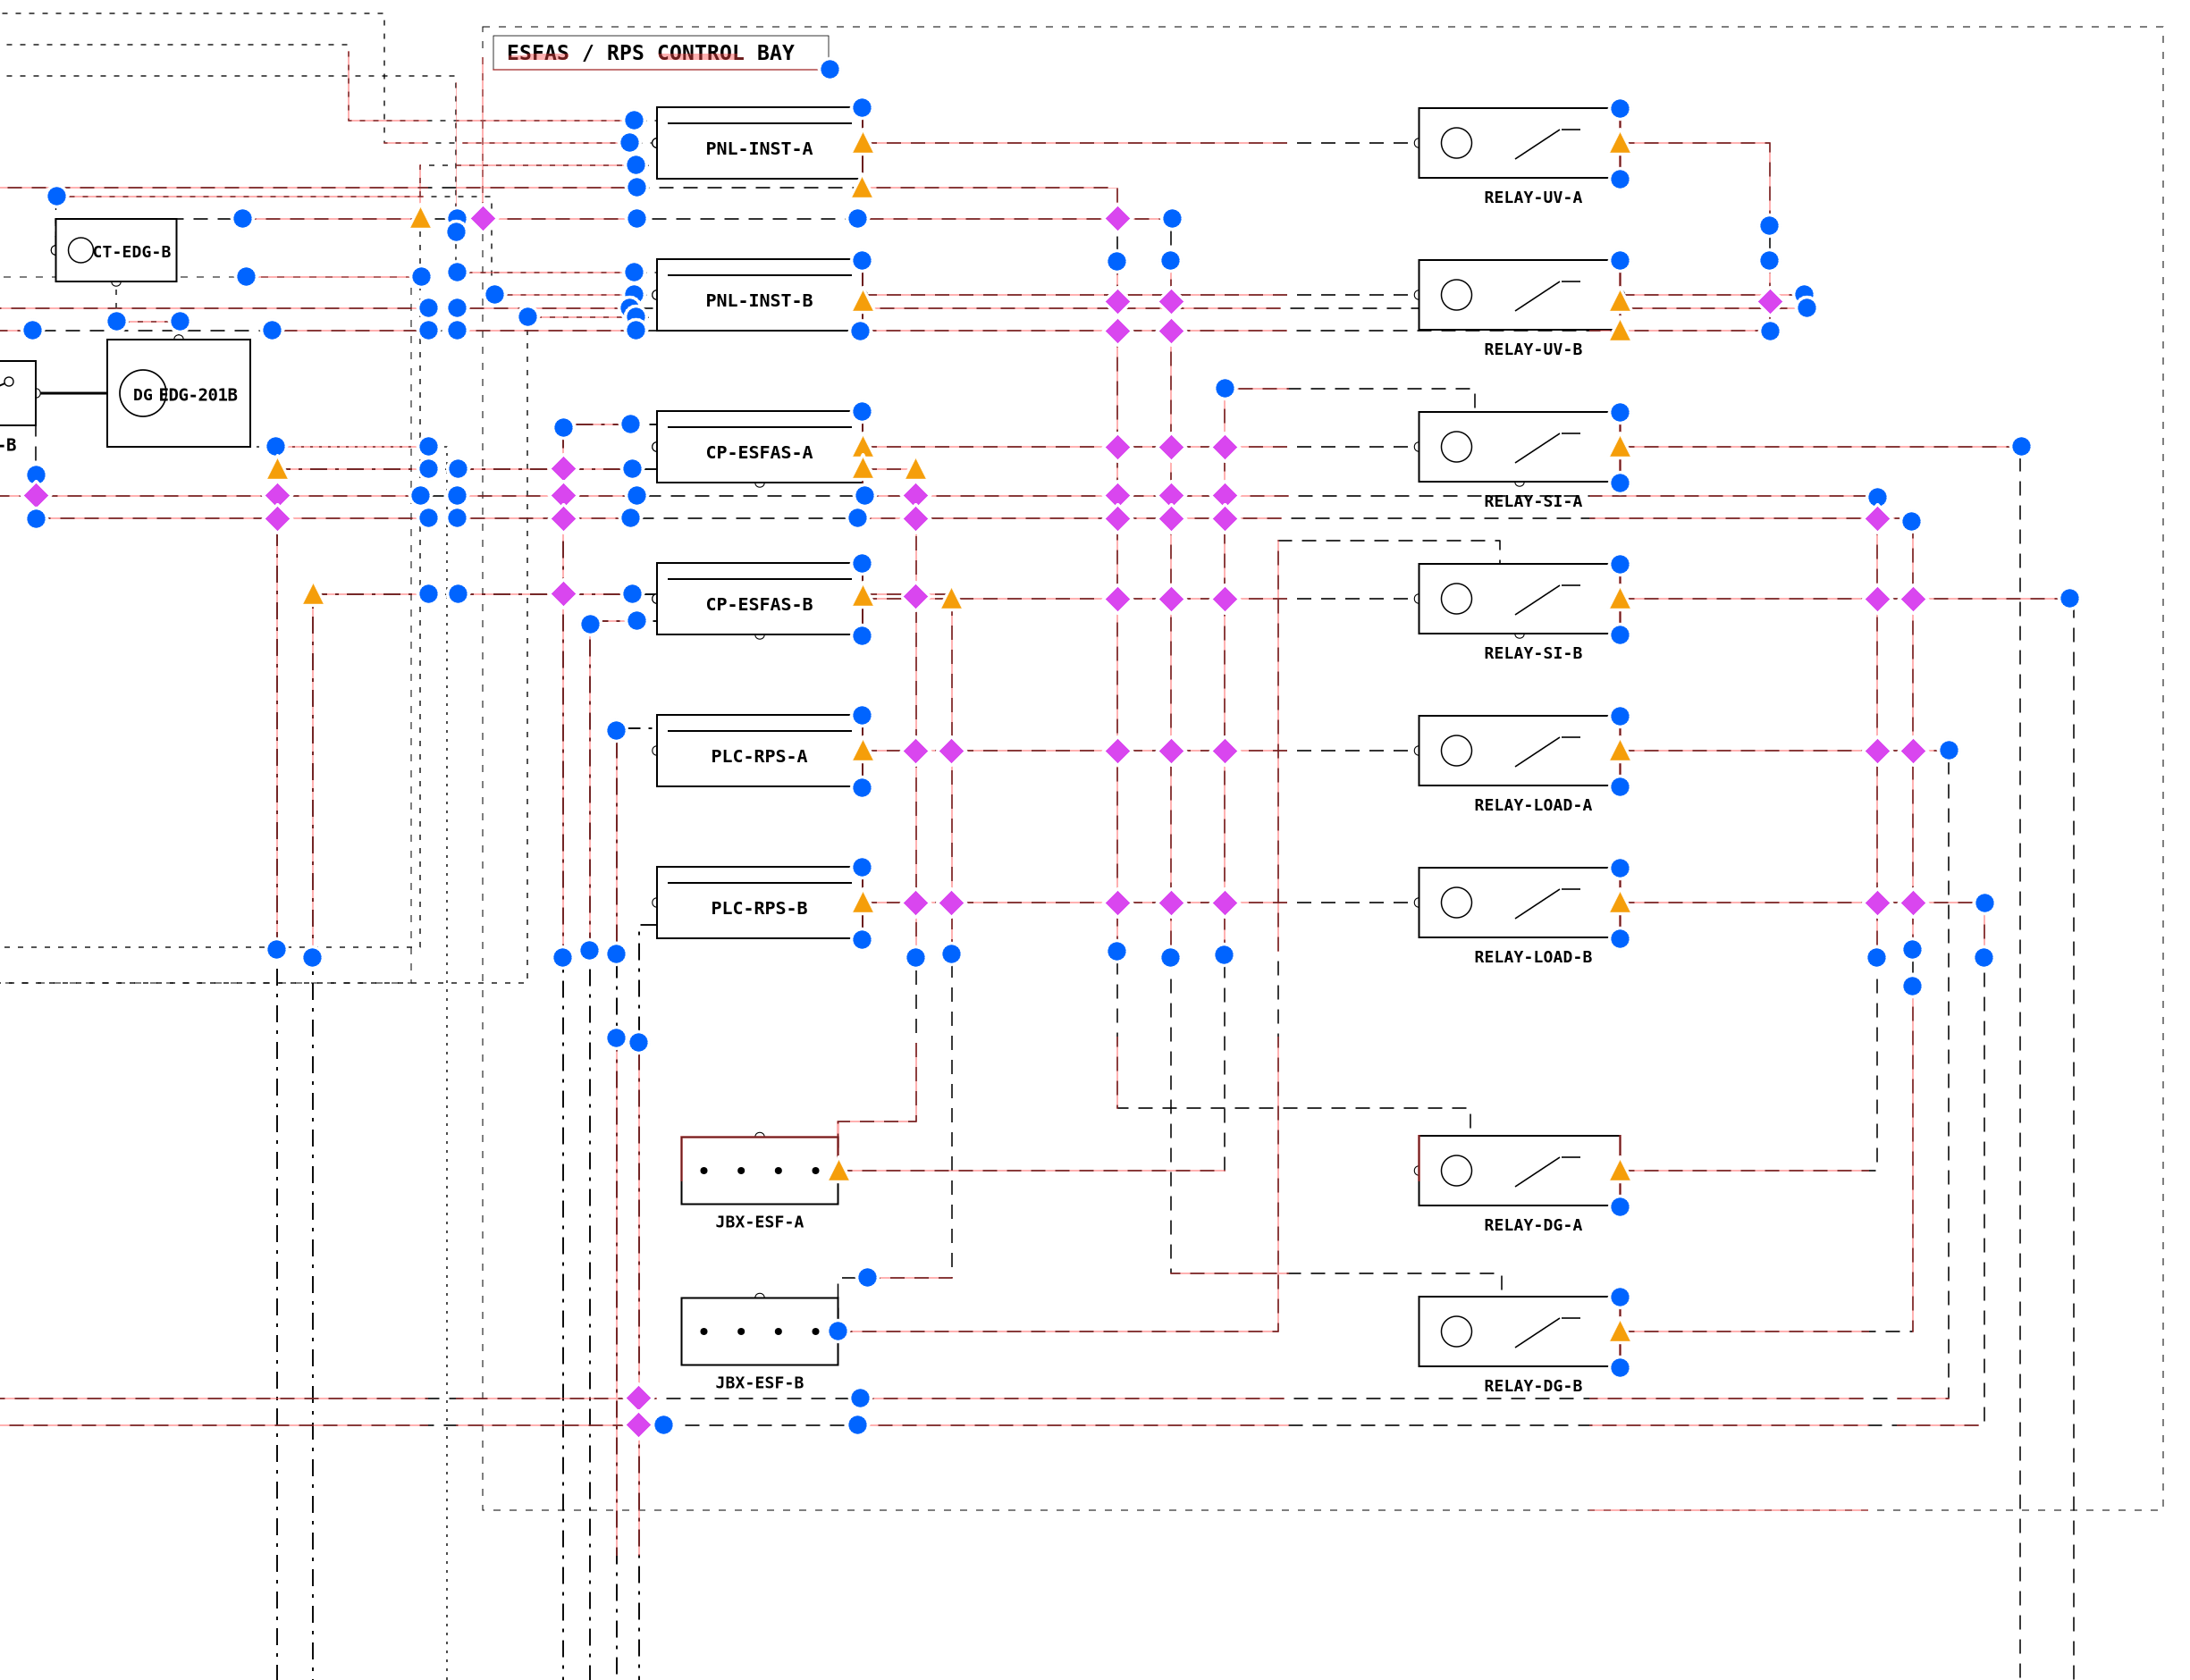 ESFAS / RPS CONTROL BAY
PNL-INST-A
RELAY-UV-A
CT-EDG-B
PNL-INST-B
RELAY-UV-B
DG EDG-201B
-B
CP-ESFAS-A
RELAY-SI-A
CP-ESFAS-B
RELAY-SI-B
PLC-RPS-A
RELAY-LOAD-A
PLC-RPS-B
RELAY-LOAD-B
JBX-ESF-A
RELAY-DG-A
JBX-ESF-B
RELAY-DG-B